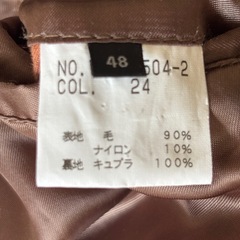 48
NO. 504-2
COL. 24
表地 毛 90%
ナイロン 10%
裏地 キュプラ 100%